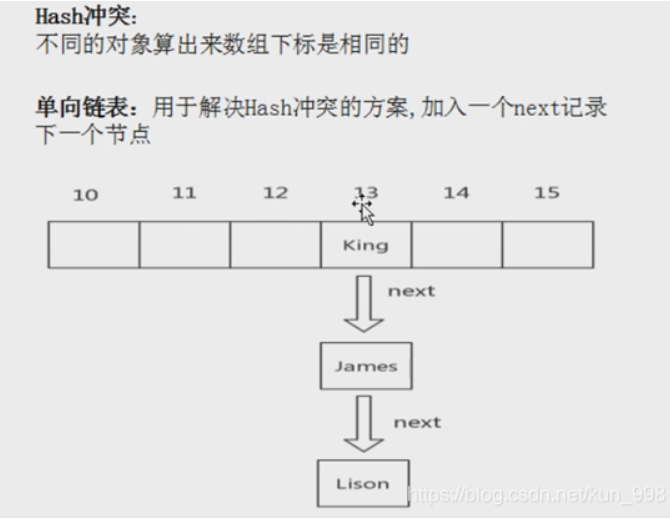 Hash冲突:
不同的对象算出来数组下标是相同的
单向链表: 用于解决Hash冲突的方案,加入一个next记录
下一个节点
10 11 12 13 14 15
King
next
James
next
Lison
https://blog.csdn.net/kun_998